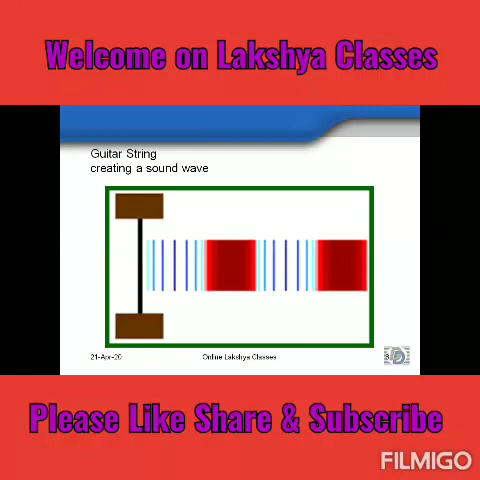 Welcome on Lakshya Classes
Guitar String
creating a sound wave
21-Apr-20
Online Lakshya Classes
Please Like Share & Subscribe
FILMIGO